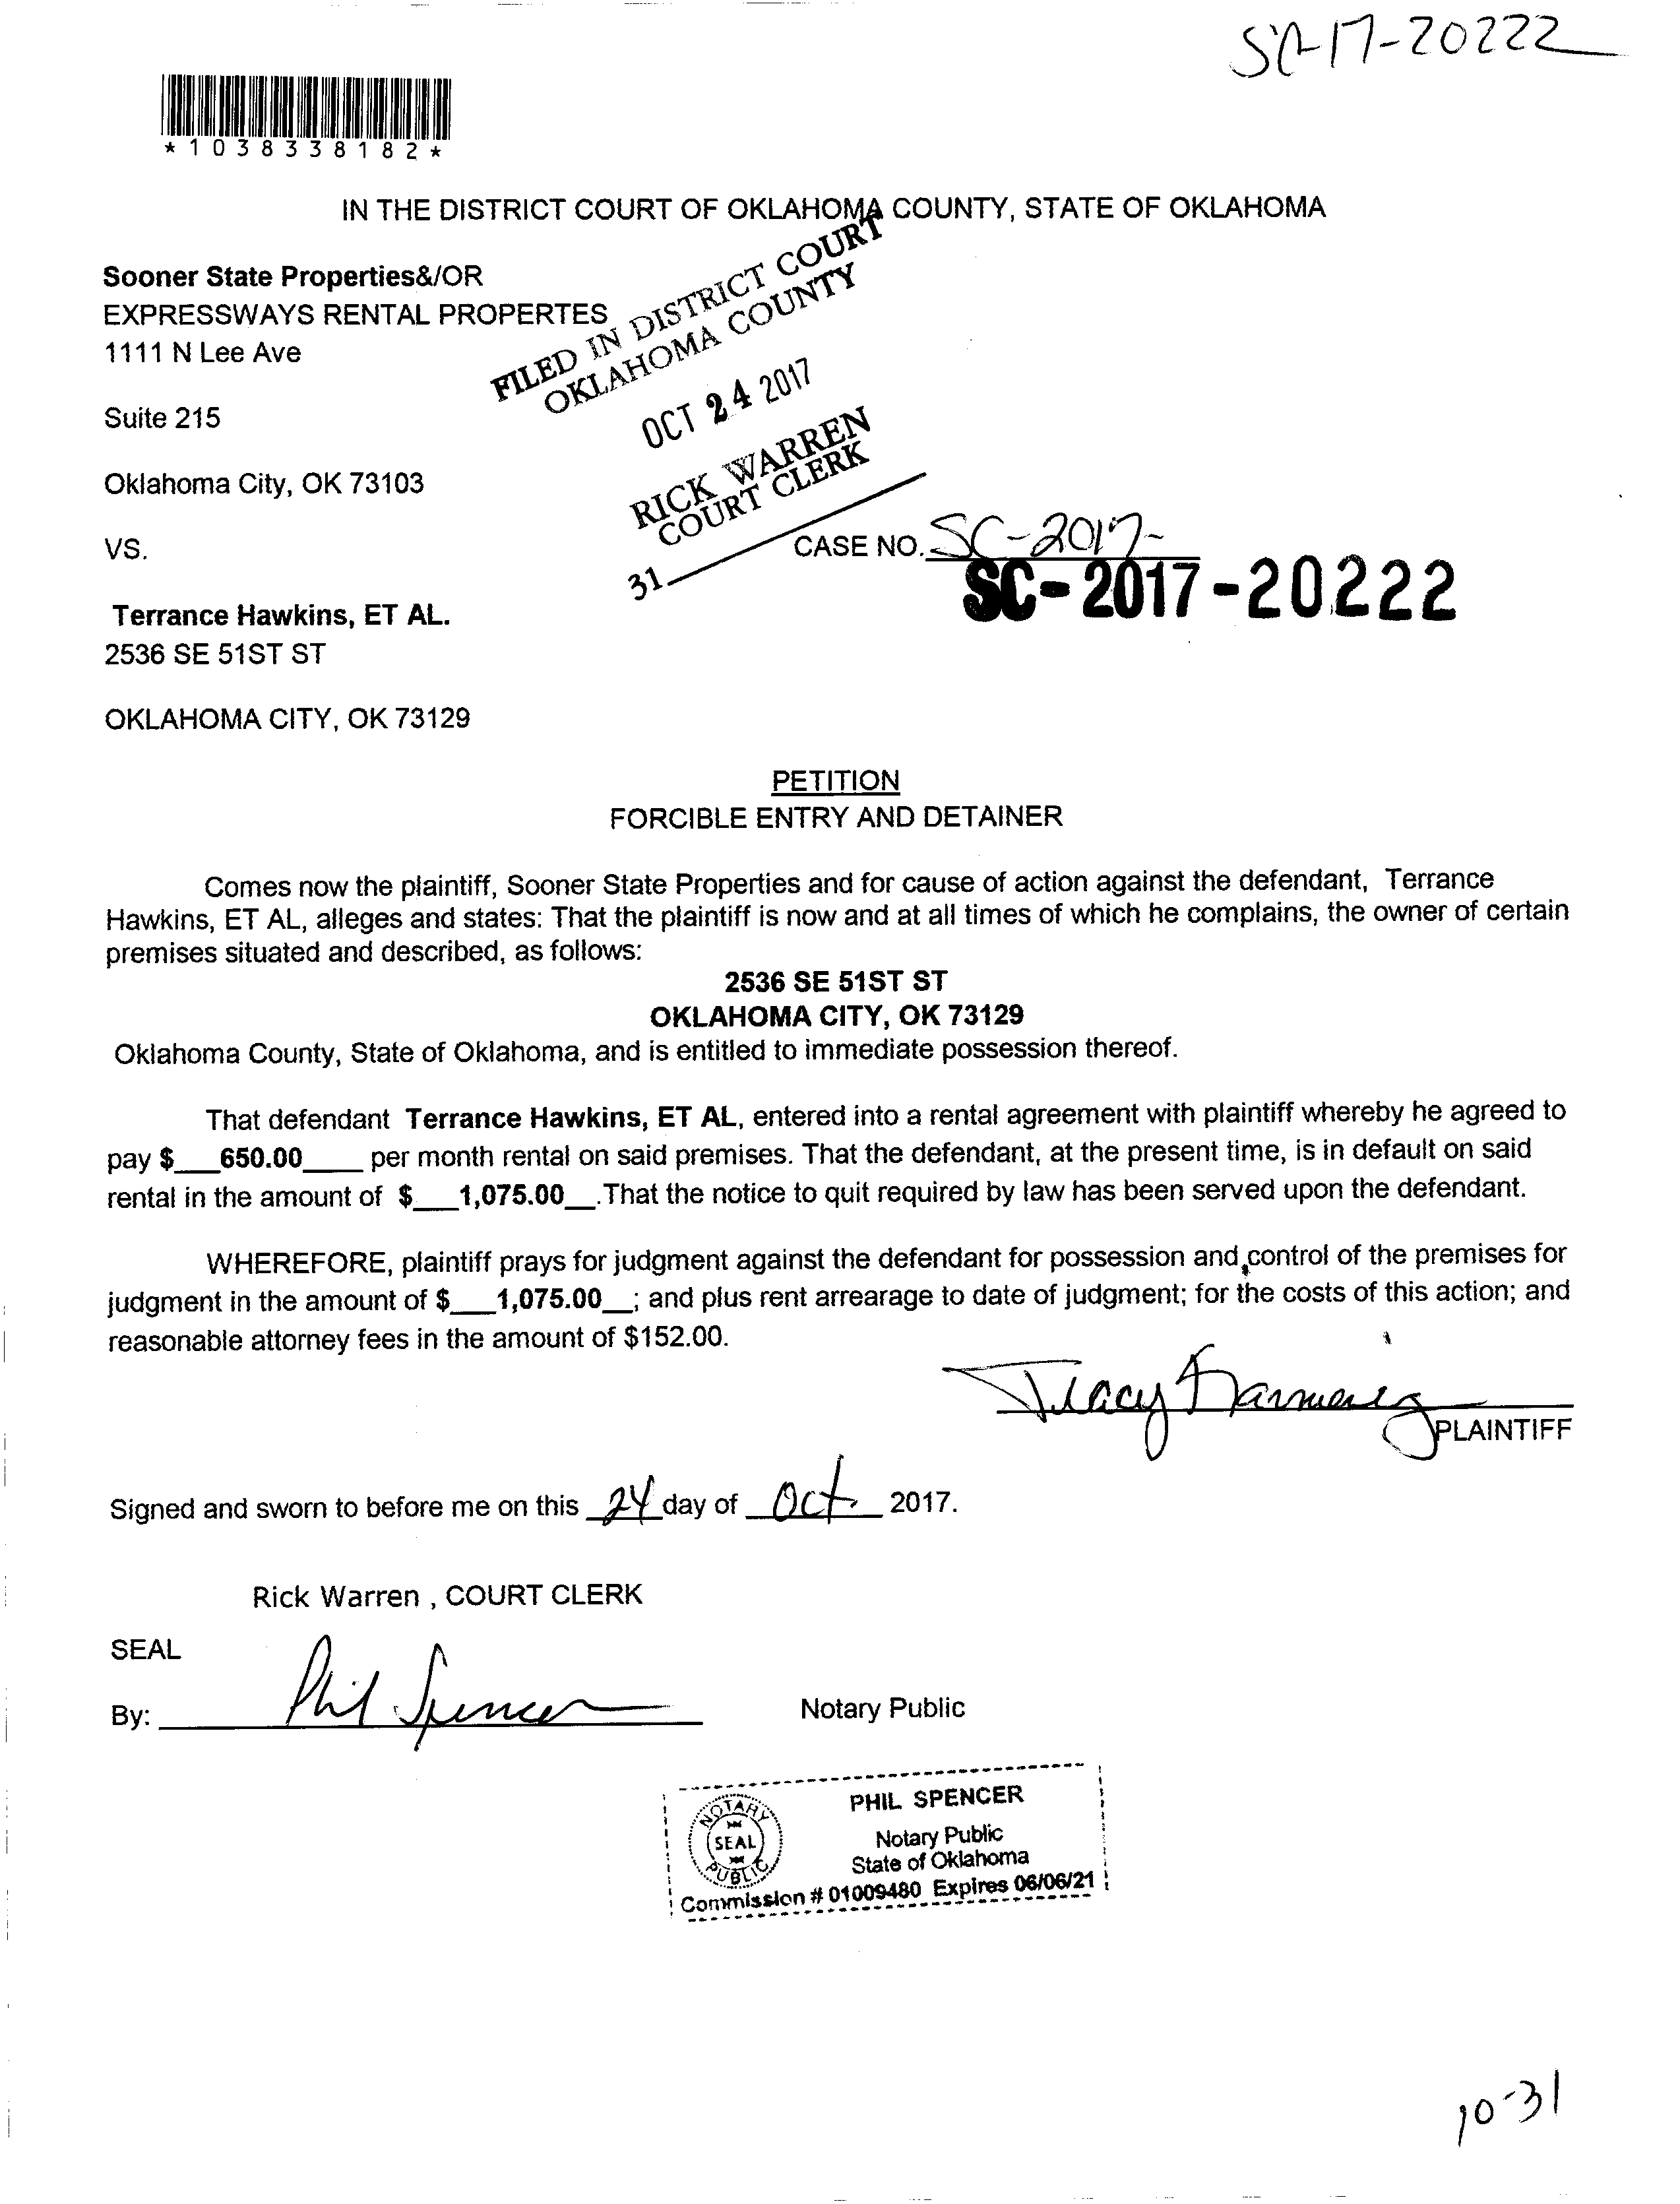 SC-17-20222
*1038338182*
IN THE DISTRICT COURT OF OKLAHOMA COUNTY, STATE OF OKLAHOMA
Sooner State Properties&/OR
EXPRESSWAYS RENTAL PROPERTES
1111 N Lee Ave
Suite 215
Oklahoma City, OK 73103
FILED IN DISTRICT COURT
OKLAHOMA COUNTY
OCT 24 2017
RICK WARREN
COURT CLERK
31
VS.
CASE NO. SC-2017-
SC-2017-20222
Terrance Hawkins, ET AL.
2536 SE 51ST ST
OKLAHOMA CITY, OK 73129
PETITION
FORCIBLE ENTRY AND DETAINER
Comes now the plaintiff, Sooner State Properties and for cause of action against the defendant, Terrance
Hawkins, ET AL, alleges and states: That the plaintiff is now and at all times of which he complains, the owner of certain
premises situated and described, as follows:
2536 SE 51ST ST
OKLAHOMA CITY, OK 73129
Oklahoma County, State of Oklahoma, and is entitled to immediate possession thereof.
That defendant Terrance Hawkins, ET AL, entered into a rental agreement with plaintiff whereby he agreed to
pay $___650.00____ per month rental on said premises. That the defendant, at the present time, is in default on said
rental in the amount of $___1,075.00__.That the notice to quit required by law has been served upon the defendant.
WHEREFORE, plaintiff prays for judgment against the defendant for possession and control of the premises for
judgment in the amount of $___1,075.00__; and plus rent arrearage to date of judgment; for the costs of this action; and
reasonable attorney fees in the amount of $152.00.
Tracy
PLAINTIFF
Signed and sworn to before me on this 24 day of Oct. 2017.
Rick Warren , COURT CLERK
SEAL
By: Phil Spencer Notary Public
NOTARY
SEAL
PUBLIC
PHIL SPENCER
Notary Public
State of Oklahoma
Commission # 01009480 Expires 06/06/21
10-31